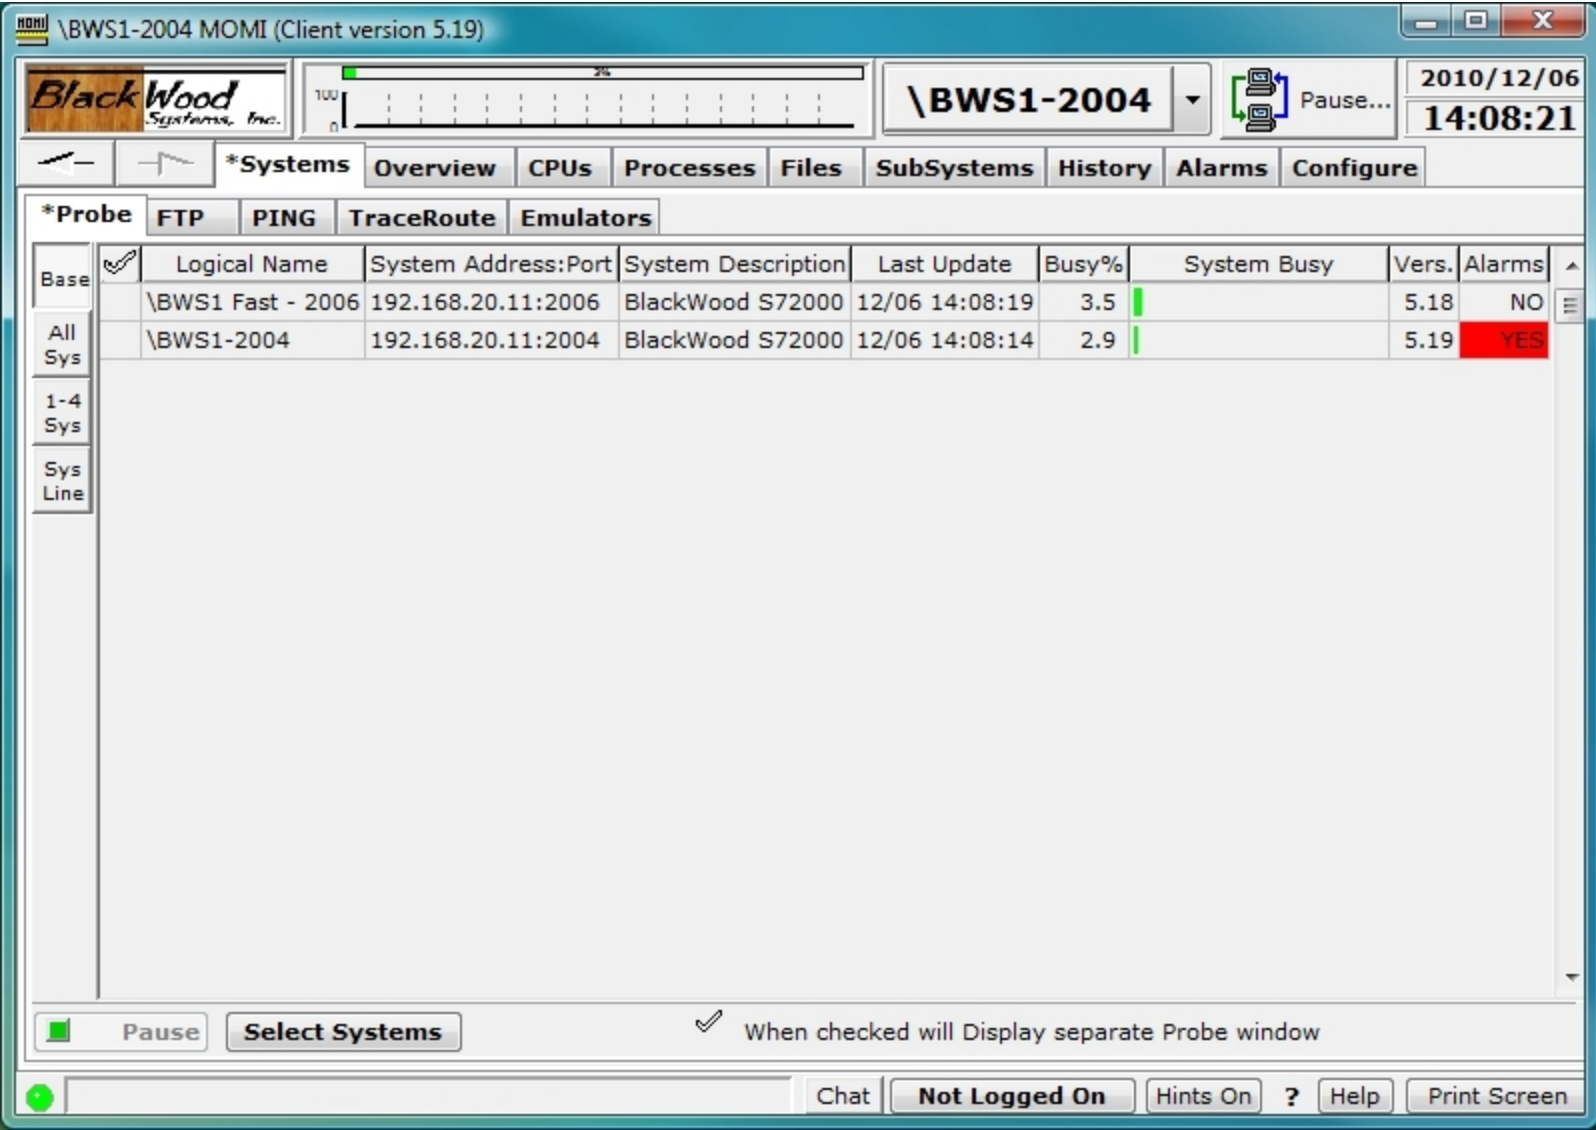 MOMI \BWS1-2004 MOMI (Client version 5.19)
BlackWood Systems, Inc.
3%
100
0
\BWS1-2004
Pause...
2010/12/06
14:08:21
*Systems Overview CPUs Processes Files SubSystems History Alarms Configure
*Probe FTP PING TraceRoute Emulators
Base
All Sys
1-4 Sys
Sys Line
Logical Name System Address:Port System Description Last Update Busy% System Busy Vers. Alarms
\BWS1 Fast - 2006 192.168.20.11:2006 BlackWood S72000 12/06 14:08:19 3.5 5.18 NO
\BWS1-2004 192.168.20.11:2004 BlackWood S72000 12/06 14:08:14 2.9 5.19 YES
Pause Select Systems When checked will Display separate Probe window
Chat Not Logged On Hints On ? Help Print Screen